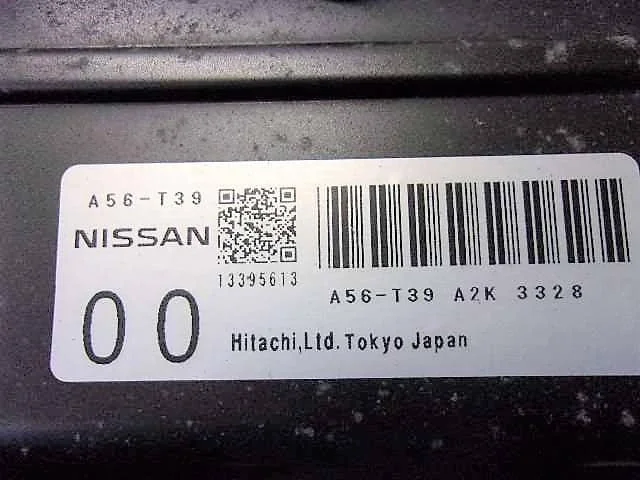 A56-T39
NISSAN
13395613
A56-T39 A2K 3328
00
Hitachi,Ltd. Tokyo Japan